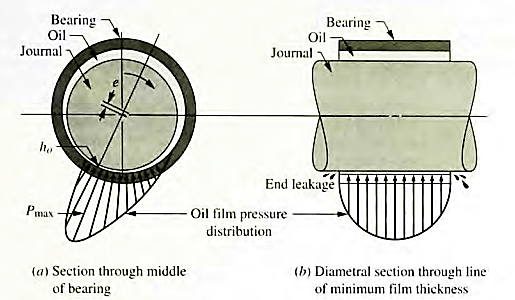 Bearing
Oil
Journal
e
h₀
Pmax
Oil film pressure
distribution
(a) Section through middle
of bearing
Bearing
Oil
Journal
End leakage
(b) Diametral section through line
of minimum film thickness